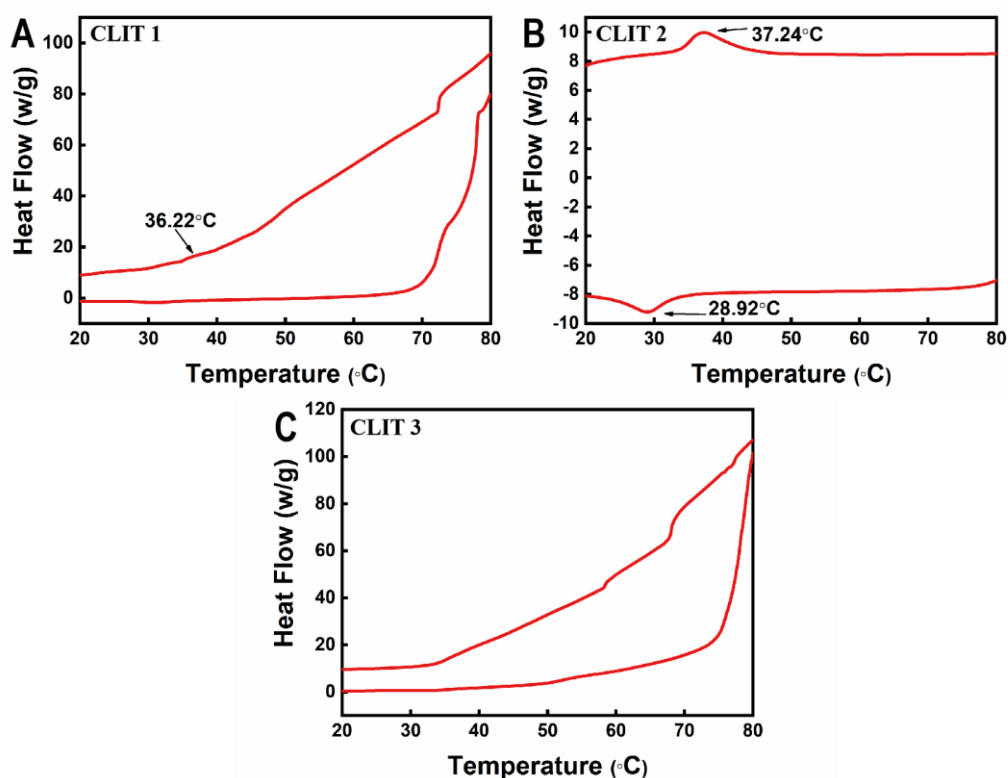 A
CLIT 1
100
80
60
40
20
0
36.22°C
20 30 40 50 60 70 80
Heat Flow (w/g)
Temperature (°C)
B
CLIT 2
10
8
6
4
2
0
-2
-4
-6
-8
-10
37.24°C
28.92°C
20 30 40 50 60 70 80
Heat Flow (w/g)
Temperature (°C)
C
CLIT 3
120
100
80
60
40
20
0
20 30 40 50 60 70 80
Heat Flow (w/g)
Temperature (°C)